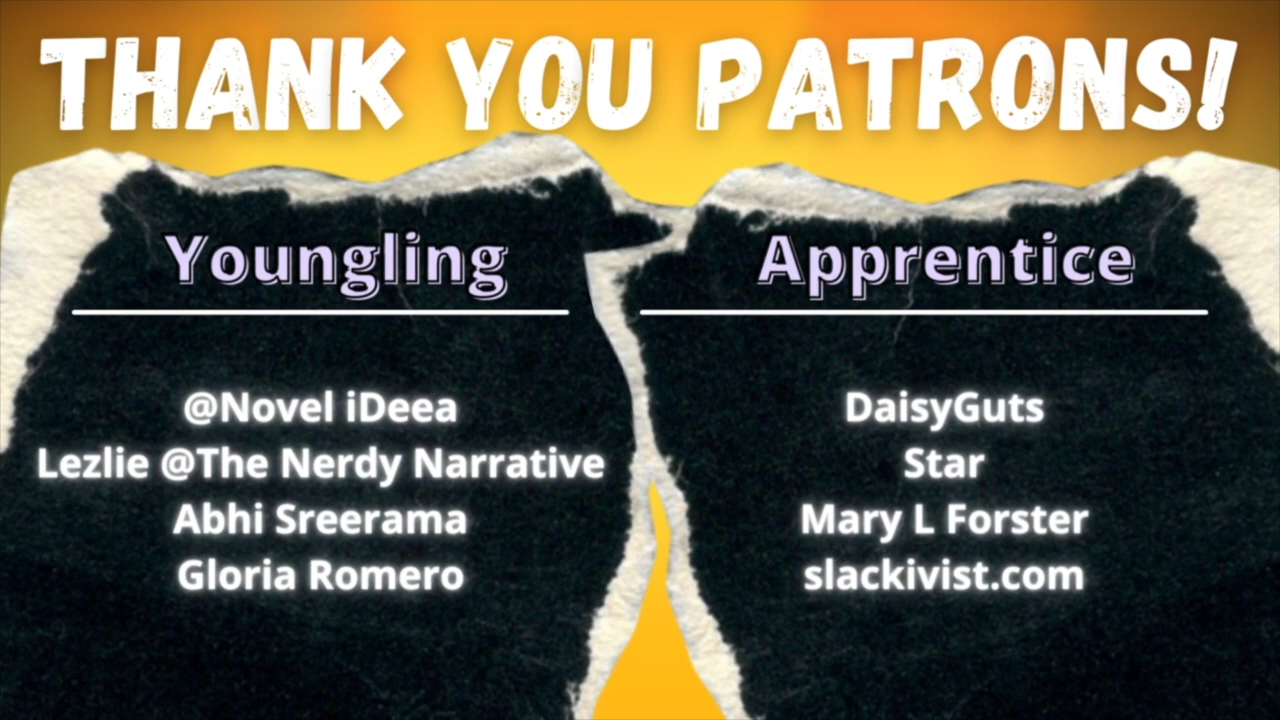 THANK YOU PATRONS!
Youngling
@Novel iDeea
Lezlie @The Nerdy Narrative
Abhi Sreerama
Gloria Romero
Apprentice
DaisyGuts
Star
Mary L Forster
slackivist.com